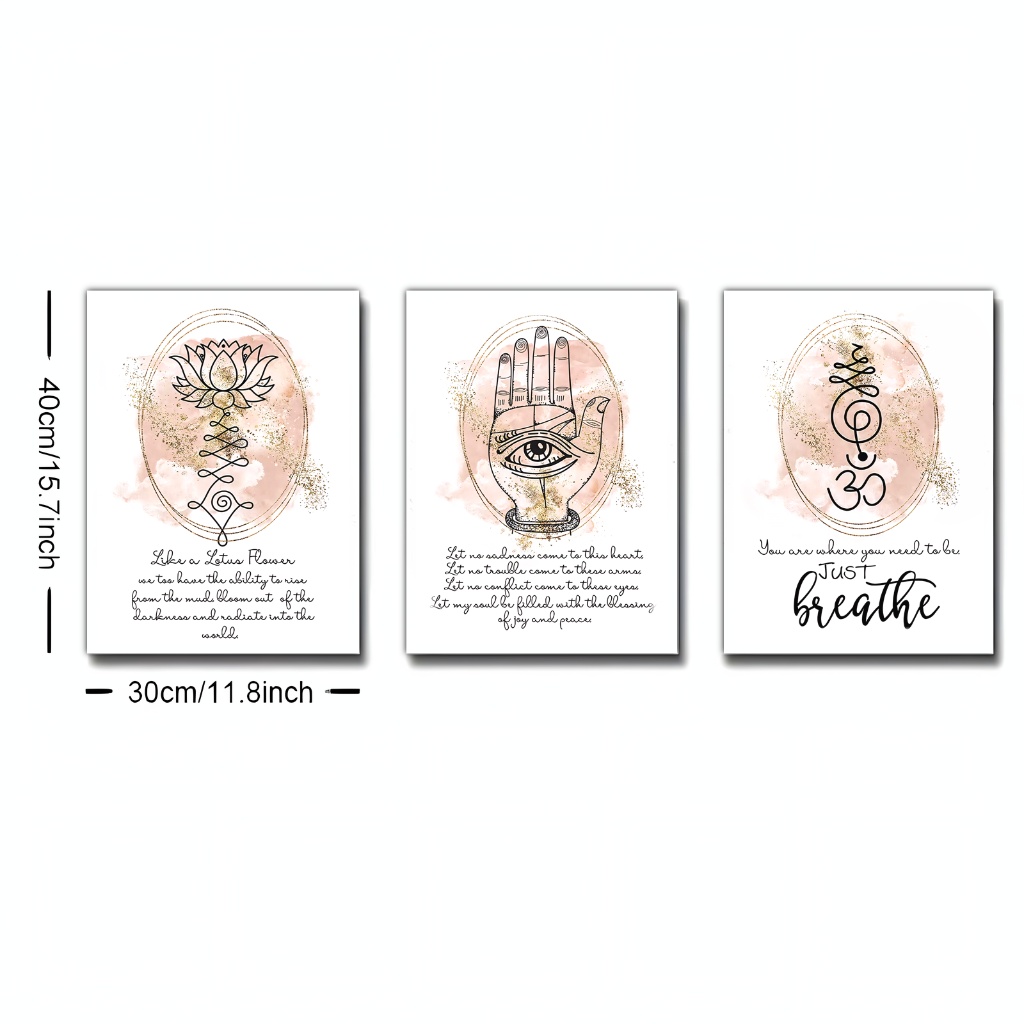 40cm/15.7inch
Like a Lotus Flower
we too have the ability to rise
from the mud, bloom out of the
darkness and radiate into the
world.
Let no sadness come to this heart.
Let no trouble come to these arms.
Let no conflict come to these eyes.
Let my soul be filled with the blessing
of joy and peace.
You are where you need to be.
JUST
breathe
30cm/11.8inch